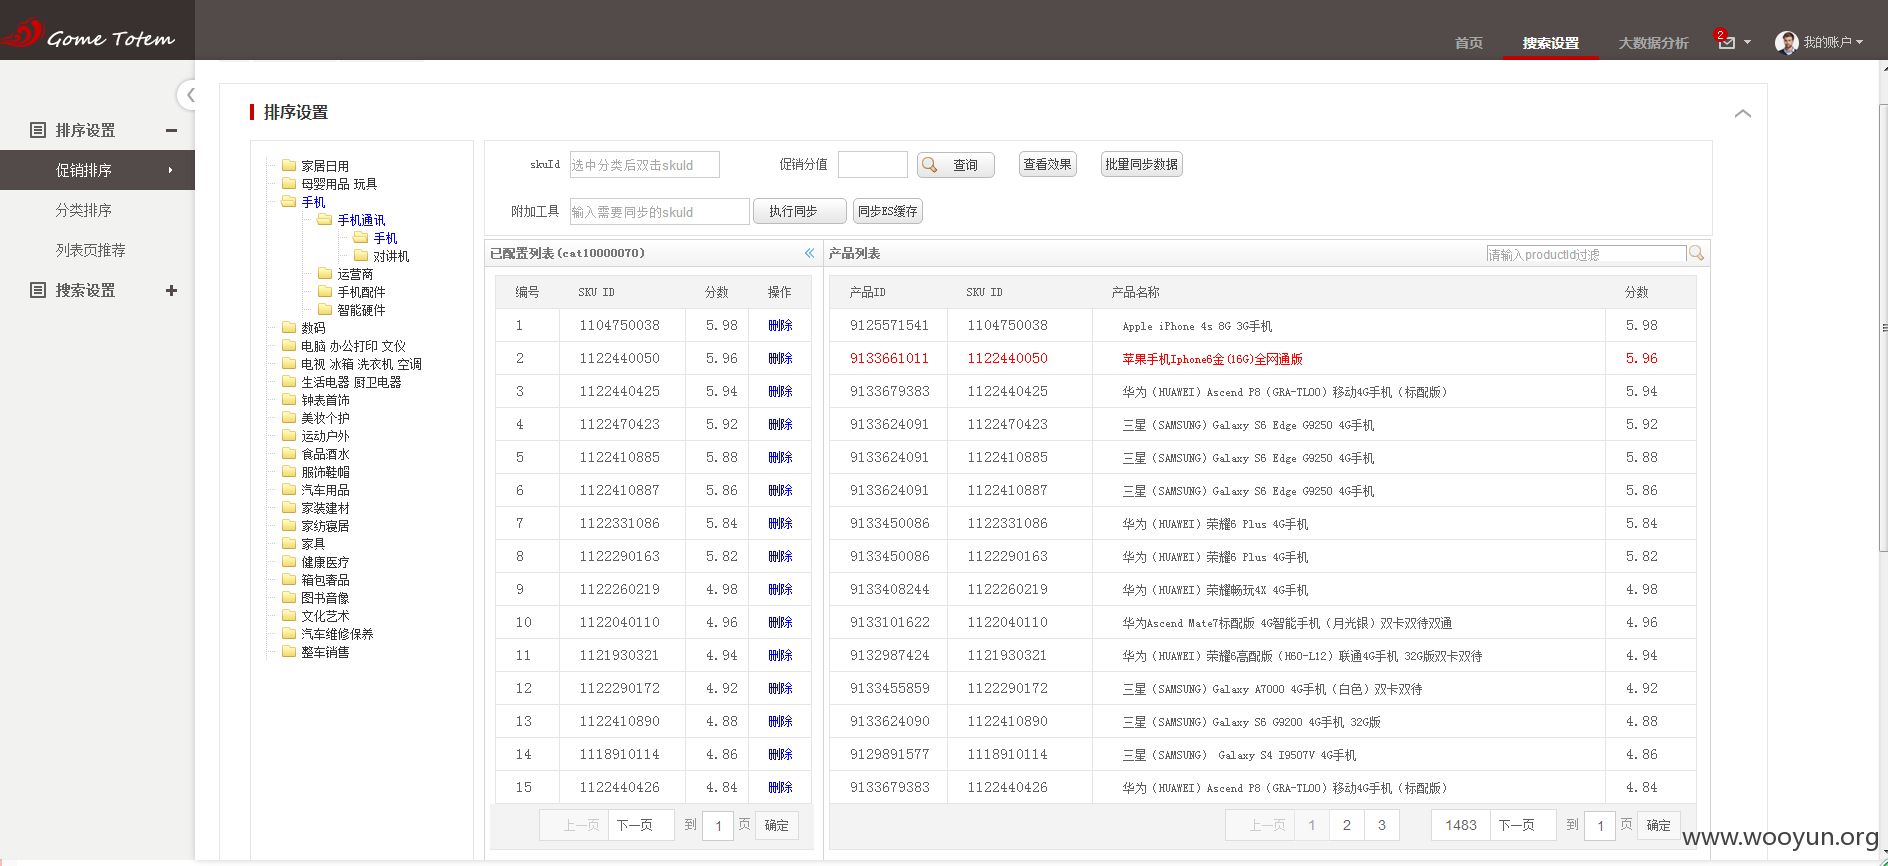 Gome Totem
首页 搜索设置 大数据分析 2 我的账户
排序设置
促销排序
分类排序
列表页推荐
搜索设置
排序设置
家居日用
母婴用品 玩具
手机
手机通讯
手机
对讲机
运营商
手机配件
智能硬件
数码
电脑 办公打印 文仪
电视 冰箱 洗衣机 空调
生活电器 厨卫电器
钟表首饰
美妆个护
运动户外
食品酒水
服饰鞋帽
汽车用品
家装建材
家纺寝居
家具
健康医疗
箱包奢品
图书音像
文化艺术
汽车维修保养
整车销售
skuId 选中分类后双击skuId 促销分值 查询 查看效果 批量同步数据
附加工具 输入需要同步的skuId 执行同步 同步ES缓存
已配置列表(cat10000070)
编号 SKU ID 分数 操作
1 1104750038 5.98 删除
2 1122440050 5.96 删除
3 1122440425 5.94 删除
4 1122470423 5.92 删除
5 1122410885 5.88 删除
6 1122410887 5.86 删除
7 1122331086 5.84 删除
8 1122290163 5.82 删除
9 1122260219 4.98 删除
10 1122040110 4.96 删除
11 1121930321 4.94 删除
12 1122290172 4.92 删除
13 1122410890 4.88 删除
14 1118910114 4.86 删除
15 1122440426 4.84 删除
上一页 下一页 到 1 页 确定
产品列表 请输入productId过滤
产品ID SKU ID 产品名称 分数
9125571541 1104750038 Apple iPhone 4s 8G 3G手机 5.98
9133661011 1122440050 苹果手机Iphone6金(16G)全网通版 5.96
9133679383 1122440425 华为（HUAWEI）Ascend P8（GRA-TL00）移动4G手机（标配版） 5.94
9133624091 1122470423 三星（SAMSUNG）Galaxy S6 Edge G9250 4G手机 5.92
9133624091 1122410885 三星（SAMSUNG）Galaxy S6 Edge G9250 4G手机 5.88
9133624091 1122410887 三星（SAMSUNG）Galaxy S6 Edge G9250 4G手机 5.86
9133450086 1122331086 华为（HUAWEI）荣耀6 Plus 4G手机 5.84
9133450086 1122290163 华为（HUAWEI）荣耀6 Plus 4G手机 5.82
9133408244 1122260219 华为（HUAWEI）荣耀畅玩4X 4G手机 4.98
9133101622 1122040110 华为Ascend Mate7标配版 4G智能手机（月光银）双卡双待双通 4.96
9132987424 1121930321 华为（HUAWEI）荣耀6高配版（H60-L12）联通4G手机 32G版双卡双待 4.94
9133455859 1122290172 三星（SAMSUNG）Galaxy A7000 4G手机（白色）双卡双待 4.92
9133624090 1122410890 三星（SAMSUNG）Galaxy S6 G9200 4G手机 32G版 4.88
9129891577 1118910114 三星（SAMSUNG） Galaxy S4 I9507V 4G手机 4.86
9133679383 1122440426 华为（HUAWEI）Ascend P8（GRA-TL00）移动4G手机（标配版） 4.84
上一页 1 2 3 1483 下一页 到 1 页 确定
www.wooyun.org